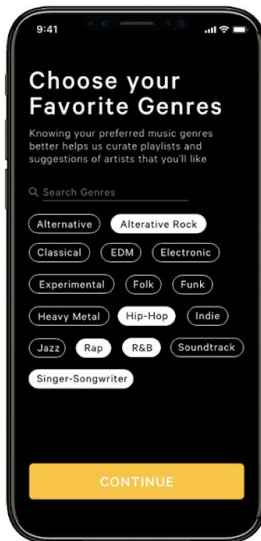 9:41
Choose your
Favorite Genres
Knowing your preferred music genres
better helps us curate playlists and
suggestions of artists that you'll like
Search Genres
Alternative Alterative Rock
Classical EDM Electronic
Experimental Folk Funk
Heavy Metal Hip-Hop Indie
Jazz Rap R&B Soundtrack
Singer-Songwriter
CONTINUE